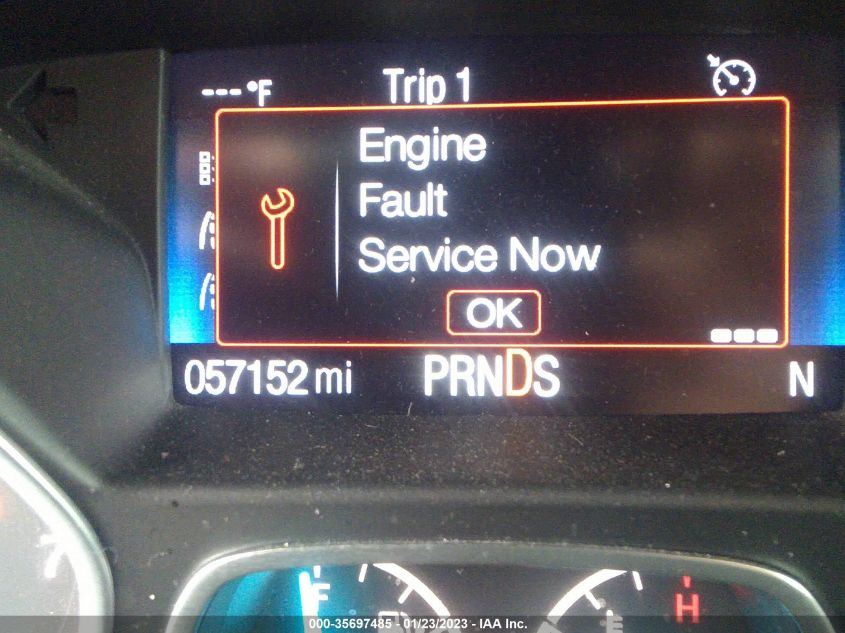 ---°F Trip 1
Engine
Fault
Service Now
OK
057152 mi PRNDS N
F H
000-35697485 - 01/23/2023 - IAA Inc.